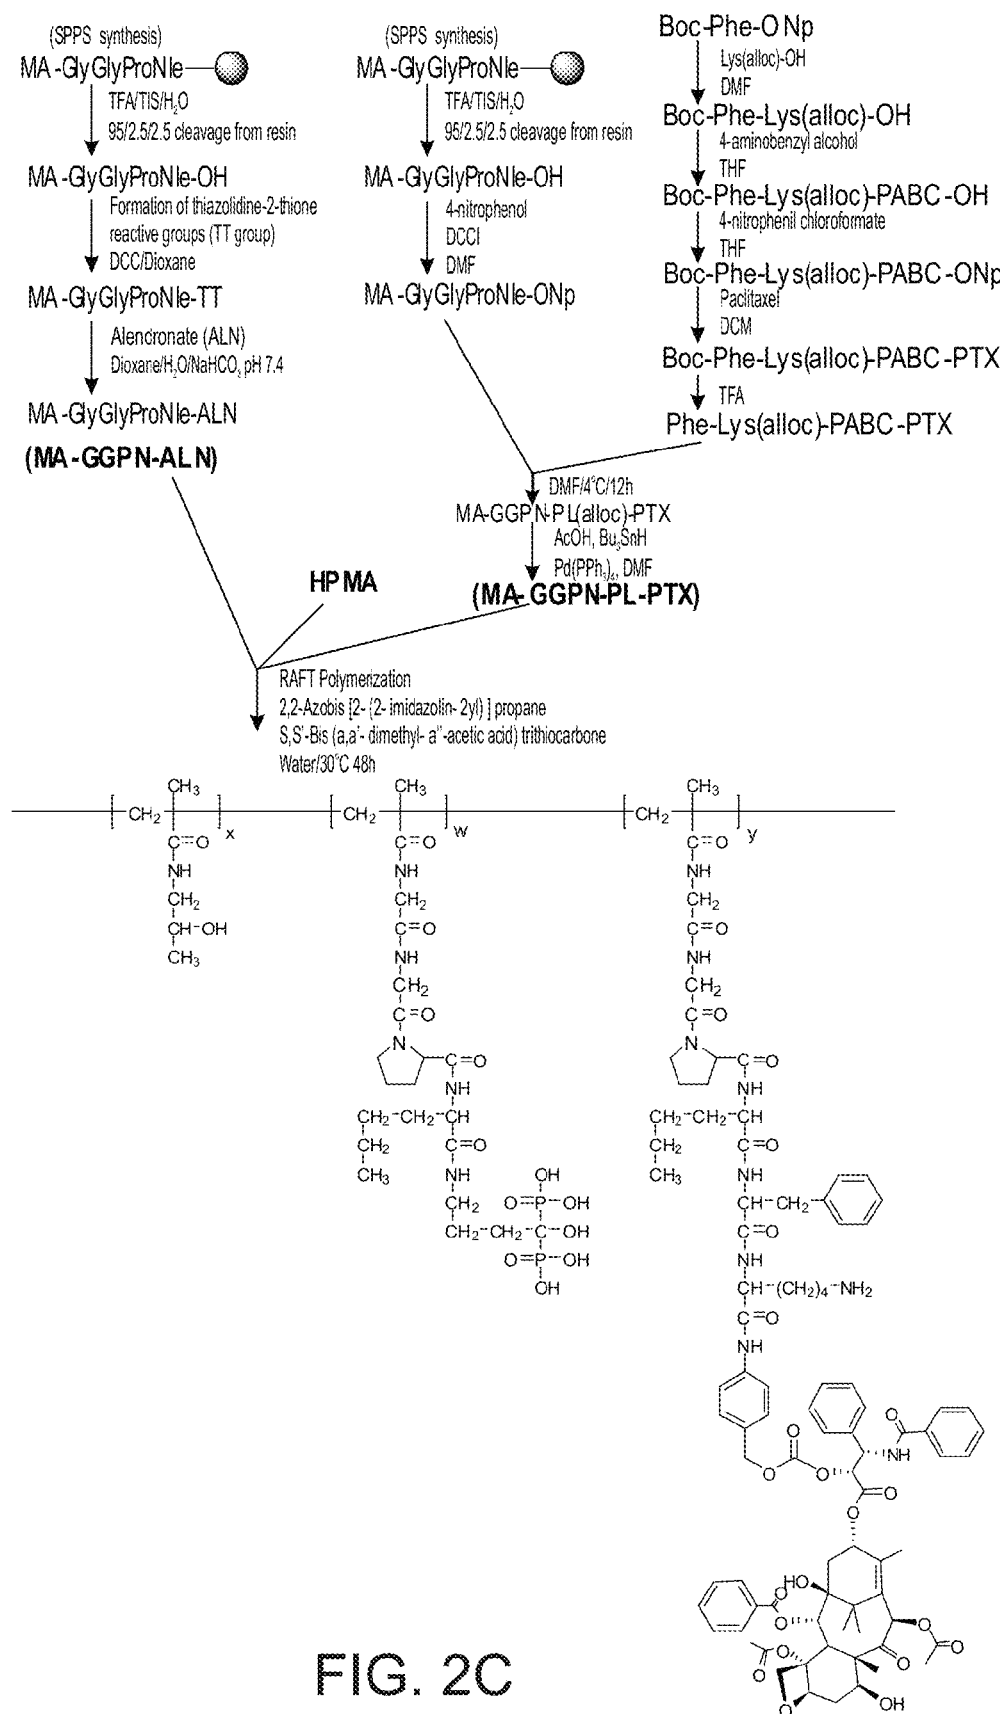 (SPPS synthesis)
MA-GlyGlyProNle
TFA/TIS/H2O
95/2.5/2.5 cleavage from resin
MA-GlyGlyProNle-OH
Formation of thiazolidine-2-thione
reactive groups (TT group)
DCC/Dioxane
MA-GlyGlyProNle-TT
Alencronate (ALN)
Dioxane/H2O/NaHCO3 pH 7.4
MA-GlyGlyProNle-ALN
(MA-GGPN-ALN)
(SPPS synthesis)
MA-GlyGlyProNle
TFA/TIS/H2O
95/2.5/2.5 cleavage from resin
MA-GlyGlyProNle-OH
4-nitrophenol
DCCI
DMF
MA-GlyGlyProNle-ONp
Boc-Phe-ONp
Lys(alloc)-OH
DMF
Boc-Phe-Lys(alloc)-OH
4-aminobenzyl alcohol
THF
Boc-Phe-Lys(alloc)-PABC-OH
4-nitrophenil chloroformate
THF
Boc-Phe-Lys(alloc)-PABC-ONp
Paclitaxel
DCM
Boc-Phe-Lys(alloc)-PABC-PTX
TFA
Phe-Lys(alloc)-PABC-PTX
DMF/4°C/12h
MA-GGPN-PL(alloc)-PTX
AcOH, Bu3SnH
Pd(PPh3)4, DMF
(MA-GGPN-PL-PTX)
HPMA
RAFT Polymerization
2,2-Azobis [2-(2-imidazolin-2yl)] propane
S,S'-Bis (a,a'-dimethyl-a''-acetic acid) trithiocarbone
Water/30°C 48h
CH2 CH3 x
C=O
NH
CH2
CH-OH
CH3
CH2 CH3 w
C=O
NH
CH2
C=O
NH
CH2
C=O
N C=O
NH
CH2-CH2-CH
CH2 C=O
CH3 NH
CH2 OH
O=P-OH
CH2-CH2-C-OH
O=P-OH
OH
CH2 CH3 y
C=O
NH
CH2
C=O
NH
CH2
C=O
N C=O
NH
CH2-CH2-CH
CH2 C=O
CH3 NH
CH-CH2
C=O
NH
CH-(CH2)4-NH2
C=O
NH
O O O
O NH
O
O
HO
O O
O O
O O
O
O
O OH
FIG. 2C